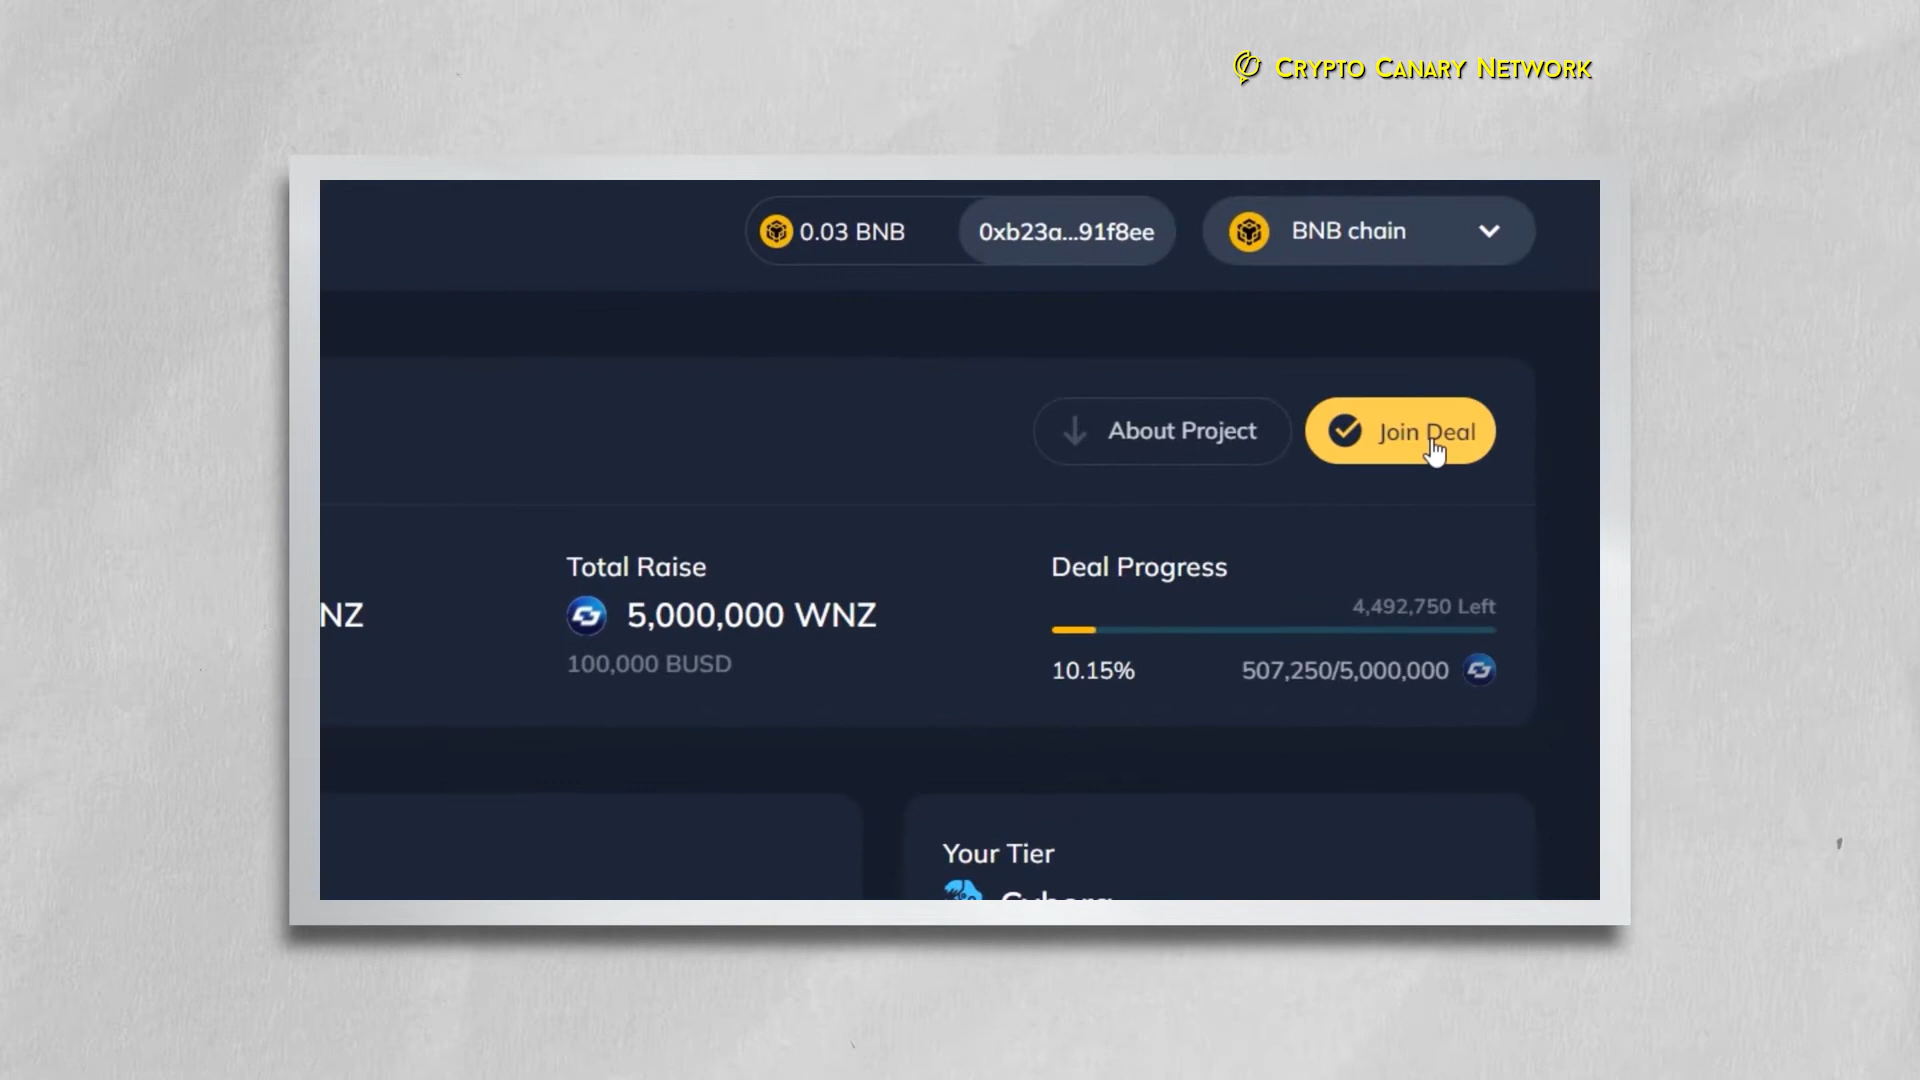 CRYPTO CANARY NETWORK
0.03 BNB
0xb23a...91f8ee
BNB chain
About Project
Join Deal
Total Raise
Deal Progress
4,492,750 Left
NZ
5,000,000 WNZ
100,000 BUSD
10.15%
507,250/5,000,000
Your Tier
Cyborg